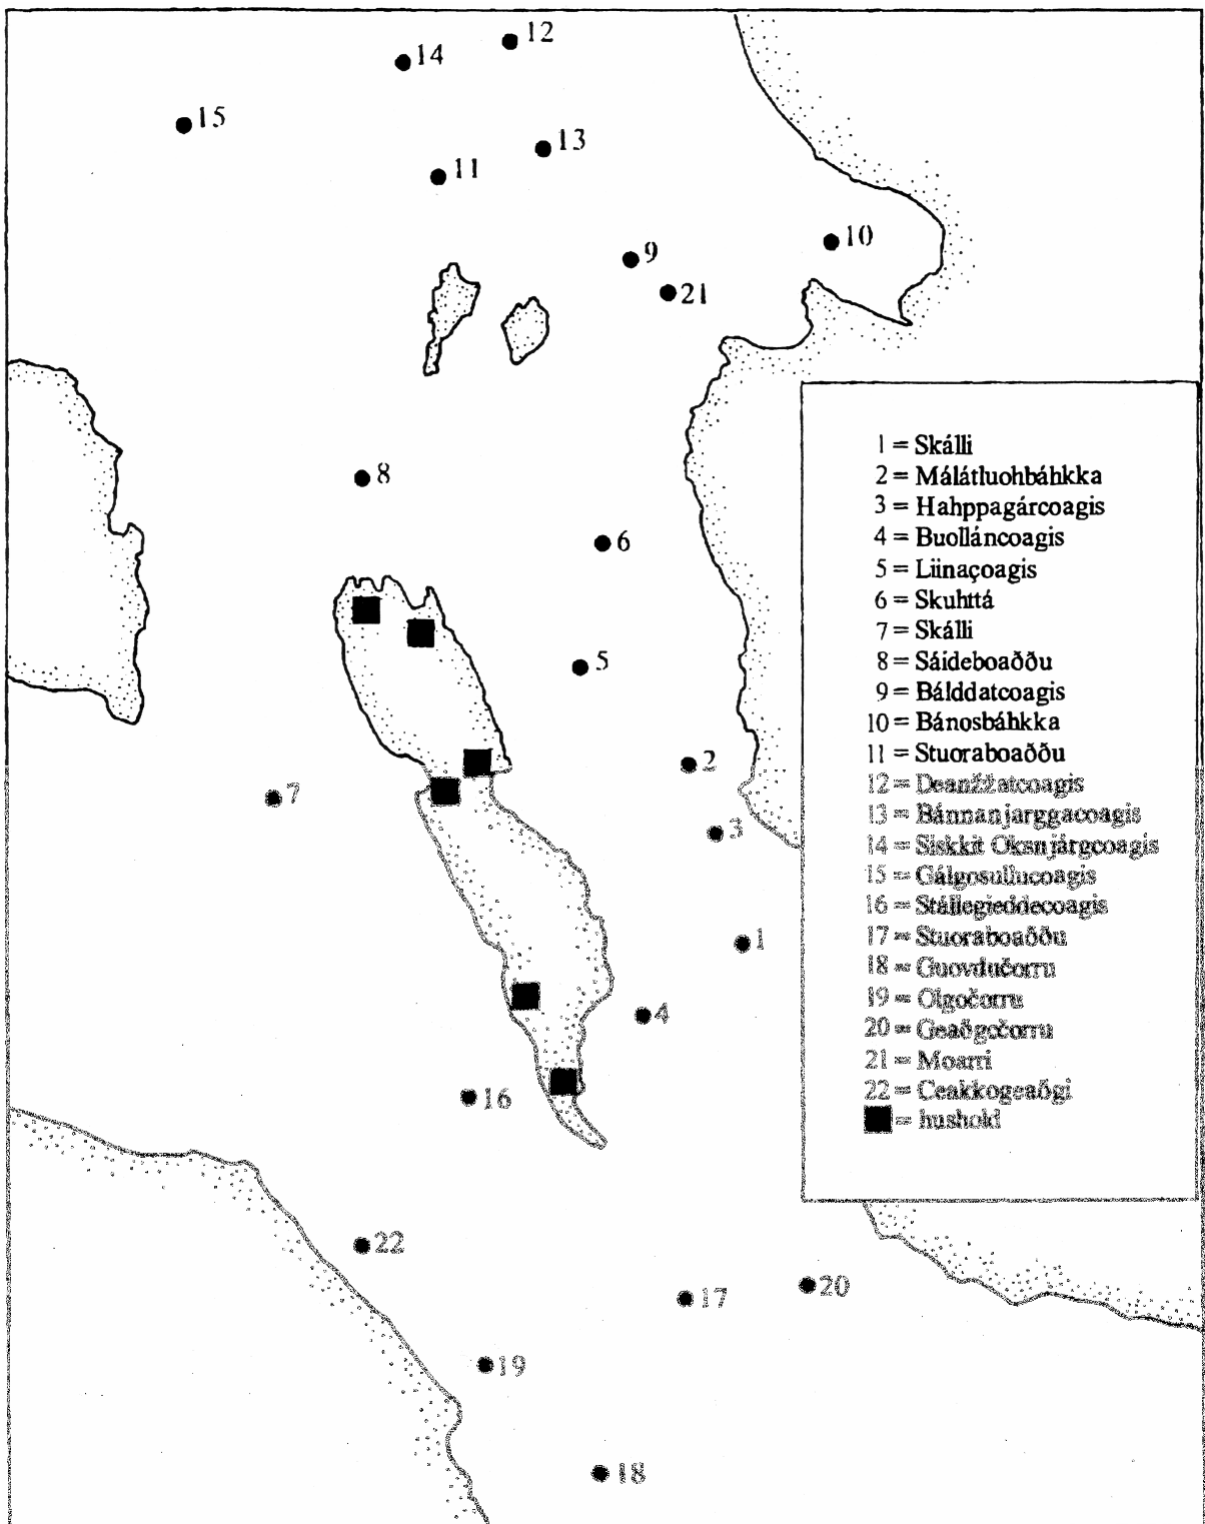 12
14
15
13
11
10
9
21
8
6
5
2
7
3
1
4
16
22
20
17
19
18
1 = Skálli
2 = Málátluohbáhkka
3 = Hahppagárcoagis
4 = Buolláncoagis
5 = Liinaçoagis
6 = Skuhttá
7 = Skálli
8 = Sáideboaððu
9 = Bálddatcoagis
10 = Bánosbáhkka
11 = Stuoraboaððu
12 = Deanžžatcoagis
13 = Bánnanjarggacoagis
14 = Siskkit Oksnjárgcoagis
15 = Gálgosullucoagis
16 = Stállegieddecoagis
17 = Stuoraboaððu
18 = Guovdučorru
19 = Olgočorru
20 = Geaðgečorru
21 = Moarri
22 = Ceakkogeaðgi
= hushold